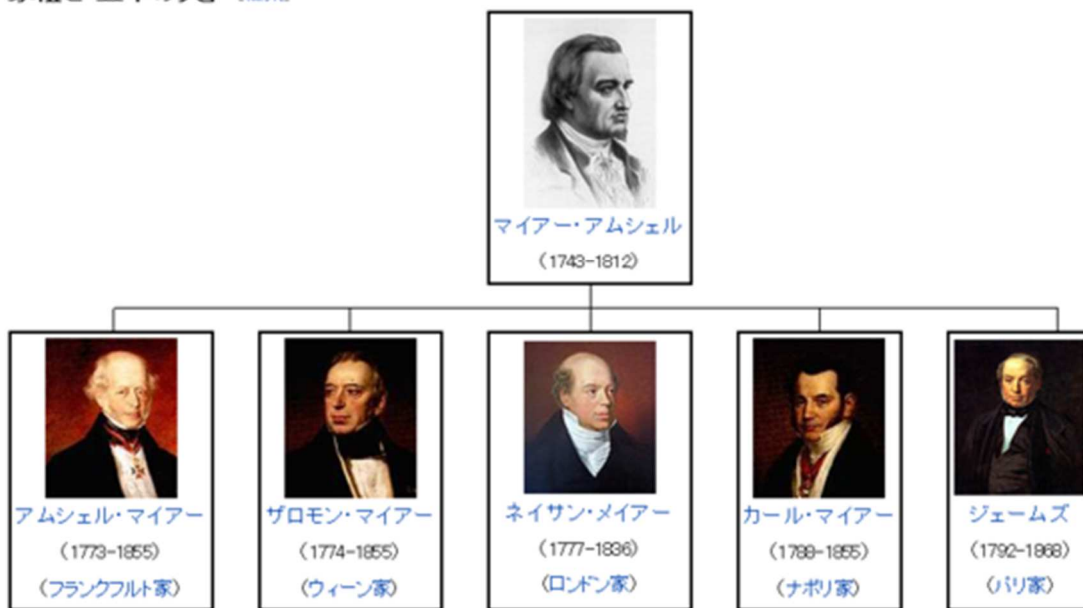 マイアー・アムシェル
（1743-1812）
アムシェル・マイアー
（1773-1855）
（フランクフルト家）
ザロモン・マイアー
（1774-1855）
（ウィーン家）
ネイサン・メイアー
（1777-1836）
（ロンドン家）
カール・マイアー
（1788-1855）
（ナポリ家）
ジェームズ
（1792-1868）
（パリ家）